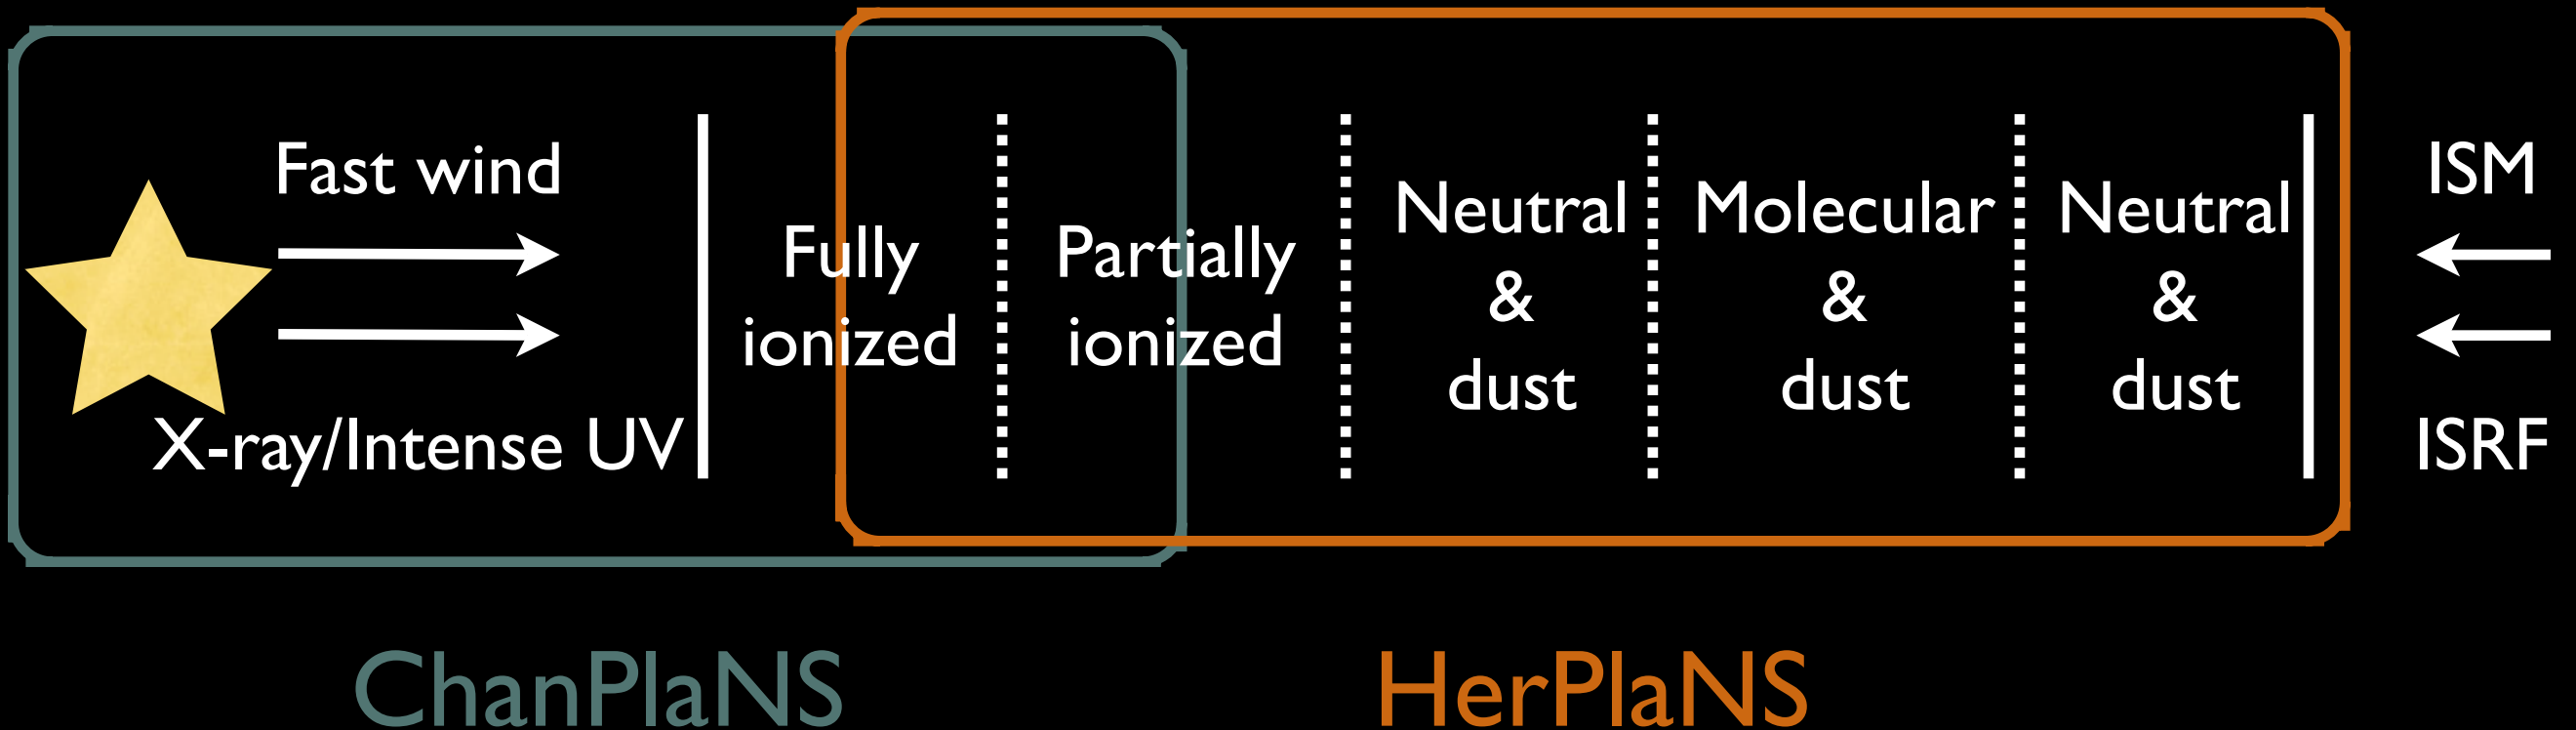 Fast wind
X-ray/Intense UV
Fully
ionized
Partially
ionized
Neutral
&
dust
Molecular
&
dust
Neutral
&
dust
ISM
ISRF
ChanPlaNS
HerPlaNS